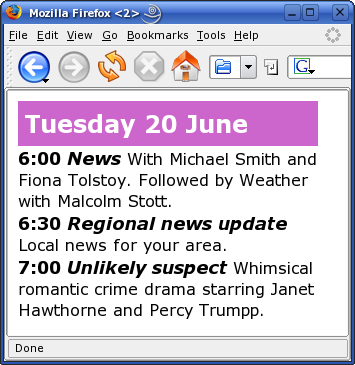 Mozilla Firefox <2>
File Edit View Go Bookmarks Tools Help
G
Tuesday 20 June
6:00 News With Michael Smith and
Fiona Tolstoy. Followed by Weather
with Malcolm Stott.
6:30 Regional news update
Local news for your area.
7:00 Unlikely suspect Whimsical
romantic crime drama starring Janet
Hawthorne and Percy Trumpp.
Done